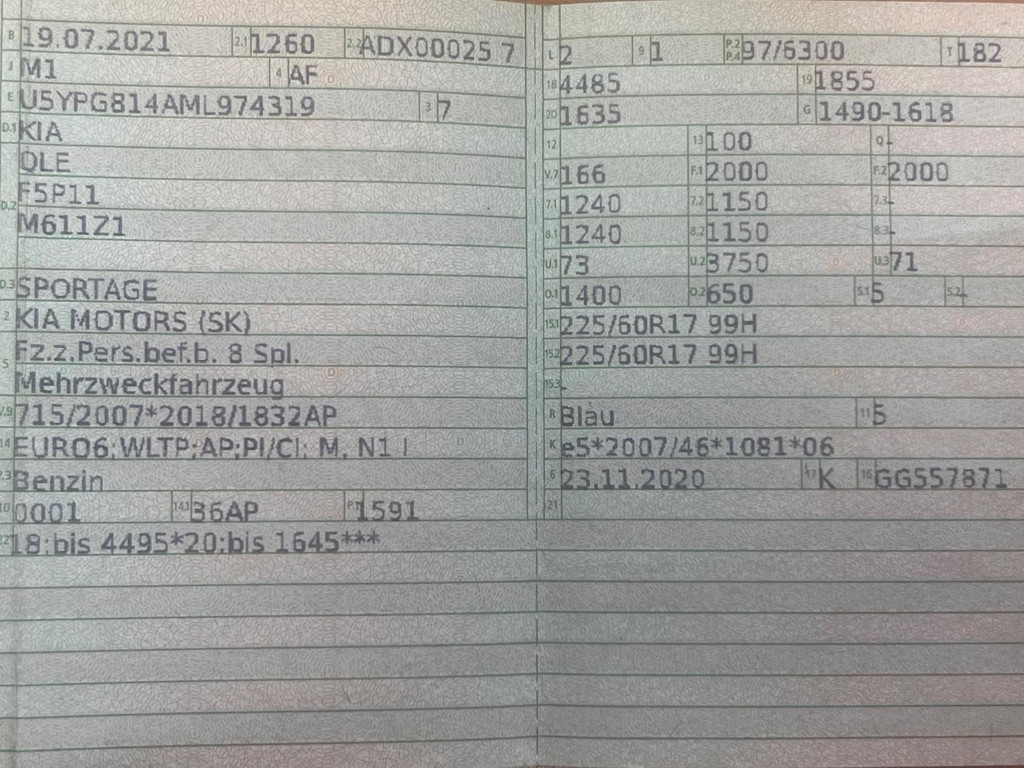 B 19.07.2021 2.1 1260 2.2 ADX00025 7
J M1 4 AF
E U5YPG814AML974319 3 7
D.1 KIA
QLE
D.2 F5P11
M611Z1
D.3 SPORTAGE
2 KIA MOTORS (SK)
5 Fz.z.Pers.bef.b. 8 Spl.
Mehrzweckfahrzeug
V.9 715/2007*2018/1832AP
14 EURO6;WLTP;AP;PI/CI; M, N1 I
P.3 Benzin
10 0001 14.1 36AP P.1 1591
22 18:bis 4495*20:bis 1645***
L 2 9 1 P.2 P.4 97/6300 T 182
18 4485 19 1855
20 1635 G 1490-1618
12 13 100 Q -
V.7 166 F.1 2000 F.2 2000
7.1 1240 7.2 1150 7.3 -
8.1 1240 8.2 1150 8.3 -
U.1 73 U.2 3750 U.3 71
O.1 1400 O.2 650 S.1 5 S.2 -
15.1 225/60R17 99H
15.2 225/60R17 99H
15.3 -
R Blau 11 5
K e5*2007/46*1081*06
6 23.11.2020 17 K 16 GG557871
21